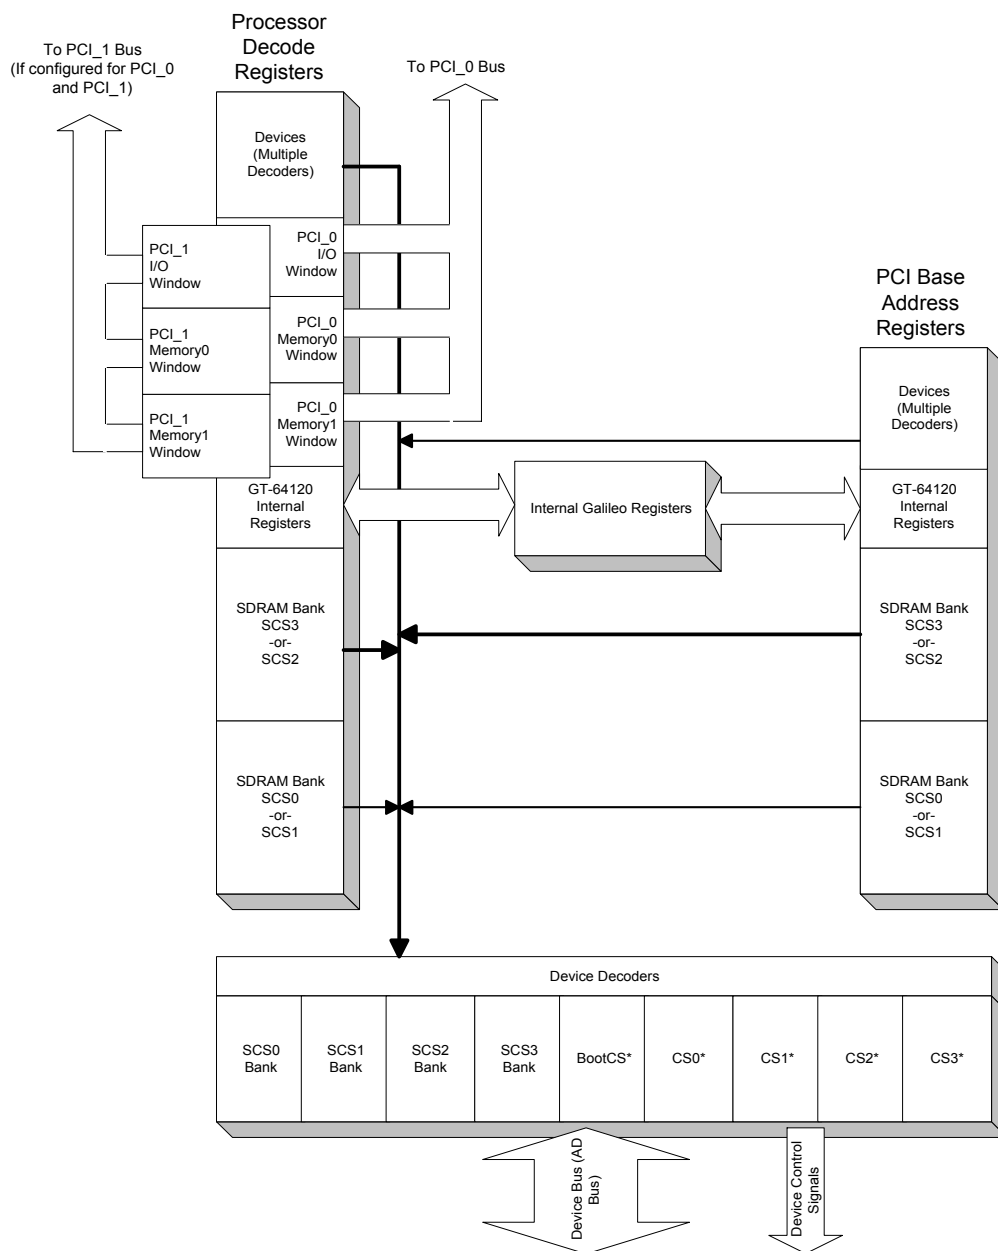 Processor
Decode
Registers
To PCI_1 Bus
(If configured for PCI_0
and PCI_1)
To PCI_0 Bus
Devices
(Multiple
Decoders)
PCI_1
I/O
Window
PCI_0
I/O
Window
PCI_1
Memory0
Window
PCI_0
Memory0
Window
PCI_1
Memory1
Window
PCI_0
Memory1
Window
GT-64120
Internal
Registers
SDRAM Bank
SCS3
-or-
SCS2
SDRAM Bank
SCS0
-or-
SCS1
Internal Galileo Registers
PCI Base
Address
Registers
Devices
(Multiple
Decoders)
GT-64120
Internal
Registers
SDRAM Bank
SCS3
-or-
SCS2
SDRAM Bank
SCS0
-or-
SCS1
Device Decoders
SCS0
Bank
SCS1
Bank
SCS2
Bank
SCS3
Bank
BootCS*
CS0*
CS1*
CS2*
CS3*
Device Bus (AD
Bus)
Device Control
Signals